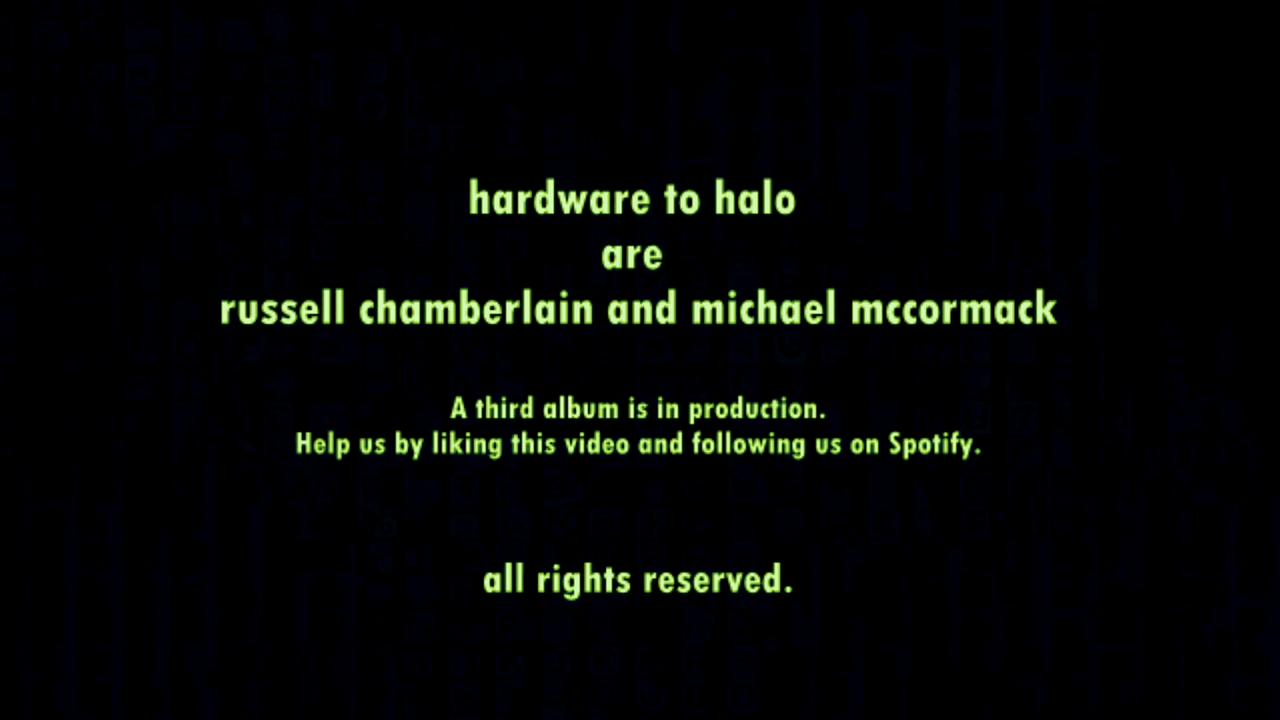 hardware to halo
are
russell chamberlain and michael mccormack
A third album is in production.
Help us by liking this video and following us on Spotify.
all rights reserved.